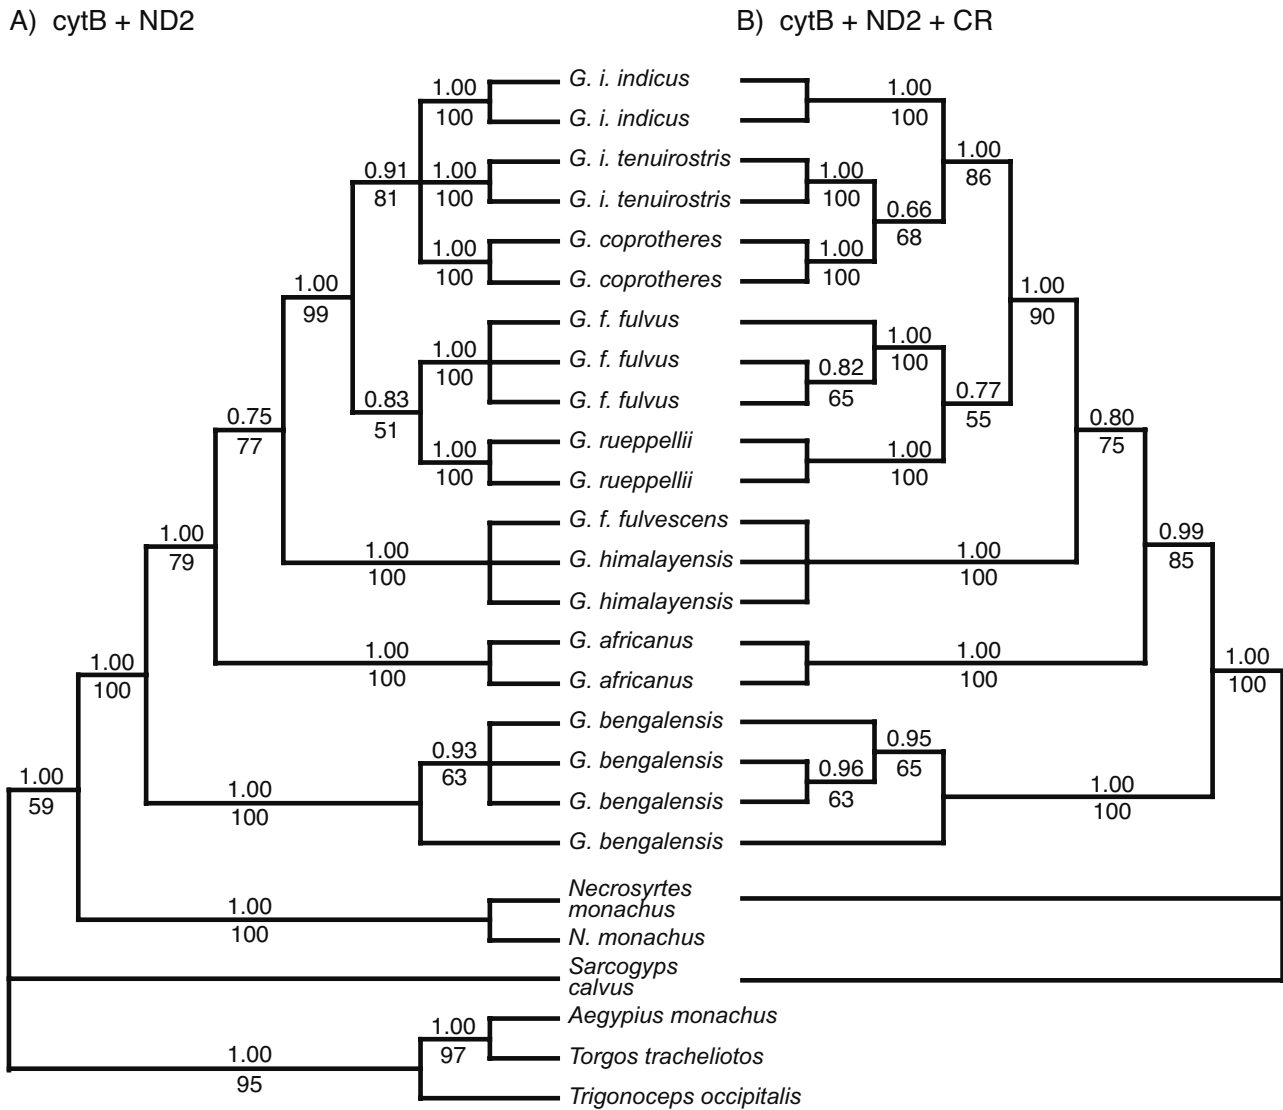 A) cytB + ND2
B) cytB + ND2 + CR
G. i. indicus
G. i. indicus
G. i. tenuirostris
G. i. tenuirostris
G. coprotheres
G. coprotheres
G. f. fulvus
G. f. fulvus
G. f. fulvus
G. rueppellii
G. rueppellii
G. f. fulvescens
G. himalayensis
G. himalayensis
G. africanus
G. africanus
G. bengalensis
G. bengalensis
G. bengalensis
G. bengalensis
Necrosyrtes
monachus
N. monachus
Sarcogyps
calvus
Aegypius monachus
Torgos tracheliotos
Trigonoceps occipitalis
1.00
100
1.00
100
0.91
81
1.00
100
1.00
99
1.00
100
0.83
51
1.00
100
0.75
77
1.00
100
1.00
79
1.00
100
1.00
100
0.93
63
1.00
100
1.00
59
1.00
100
1.00
97
1.00
95
1.00
100
1.00
86
1.00
100
0.66
68
1.00
100
1.00
90
1.00
100
0.82
65
0.77
55
1.00
100
0.80
75
1.00
100
0.99
85
1.00
100
1.00
100
0.95
65
0.96
63
1.00
100